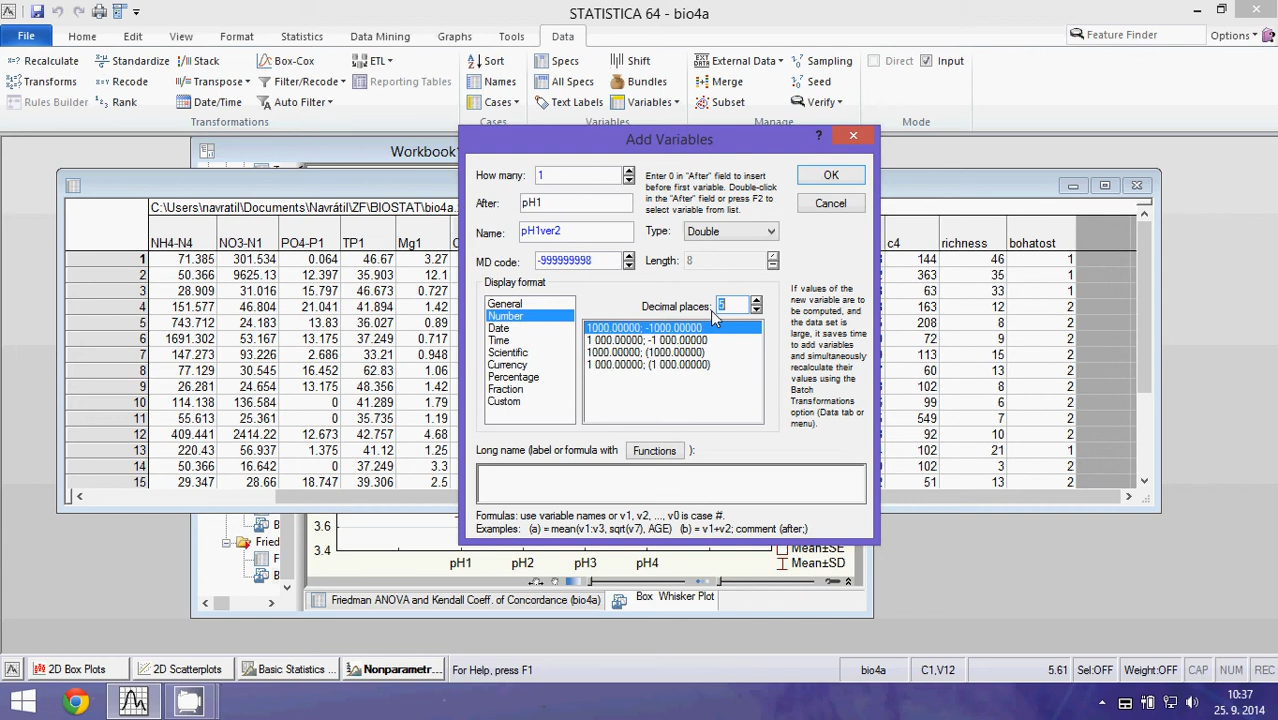 STATISTICA 64 - bio4a
File Home Edit View Format Statistics Data Mining Graphs Tools Data Feature Finder Options
Recalculate Standardize Stack Box-Cox ETL Sort Specs Shift External Data Sampling Direct Input
Transforms Recode Transpose Filter/Recode Reporting Tables Names All Specs Bundles Merge Seed
Rules Builder Rank Date/Time Auto Filter Cases Text Labels Variables Subset Verify
Transformations Cases Variables Manage Mode
Workbook
Add Variables
C:\Users\navratil\Documents\Navrátil\ZF\BIOSTAT\bio4a.
NH4-N4 NO3-N1 PO4-P1 TP1 Mg1 c4 richness bohatost
1 71.385 301.534 0.064 46.67 3.27 144 46 1
2 50.366 9625.13 12.397 35.903 12.1 363 35 1
3 28.909 31.016 15.797 46.673 0.727
4 151.577 46.804 21.041 13.175 1.38 163 12 2
5 743.712 24.83 106.606 11.119 1.56 208 8 2
6 1691.302 53.167 13.175 37.249 0.751 72 9 1
7 147.273 93.226 13.175 41.289 0.948 113 15 1
8 77.129 30.545 16.452 62.83 1.19 60 13 1
9 26.281 24.654 13.175 356.452 1.43 102 8 1
10 114.138 136.584 0 41.289 1.79 99 6 1
11 55.613 25.361 0 35.735 1.19 549 7 2
12 409.441 2414.22 12.673 42.757 4.68 92 10 2
13 220.43 56.937 1.375 41.12 1.45 102 21 1
14 50.366 16.642 0 37.249 3.3 102 3 2
15 29.347 28.66 18.747 39.306 2.5 51 13 2
How many: 1
After: pH1
Name: pH1ver2
MD code: -999999998
Enter 0 in "After" field to insert
before first variable. Double-click
in the "After" field or press F2 to
select variable from list.
Type: Double
Length: 8
OK
Cancel
Display format
General
Number
Date
Time
Scientific
Currency
Percentage
Fraction
Custom
Decimal places: 5
1000.00000; -1000.00000
1 000.00000; -1 000.00000
1000.00000; (1000.00000)
1 000.00000; (1 000.00000)
If values of the
new variable are to
be computed, and
the data set is
large, it saves time
to add variables
and simultaneously
recalculate their
values using the
Batch
Transformations
option (Data tab or
menu).
Long name (label or formula with Functions ):
Formulas: use variable names or v1, v2, ..., v0 is case #.
Examples: (a) = mean(v1:v3, sqrt(v7), AGE) (b) = v1+v2; comment (after;)
3.6
3.4
pH1 pH2 pH3 pH4
Mean±SE
Mean±SD
Fried
F
B
Friedman ANOVA and Kendall Coeff. of Concordance (bio4a) Box Whisker Plot
2D Box Plots 2D Scatterplots Basic Statistics ... Nonparametr... For Help, press F1 bio4a C1,V12 5.61 Sel:OFF Weight:OFF CAP NUM REC
10:37
25. 9. 2014